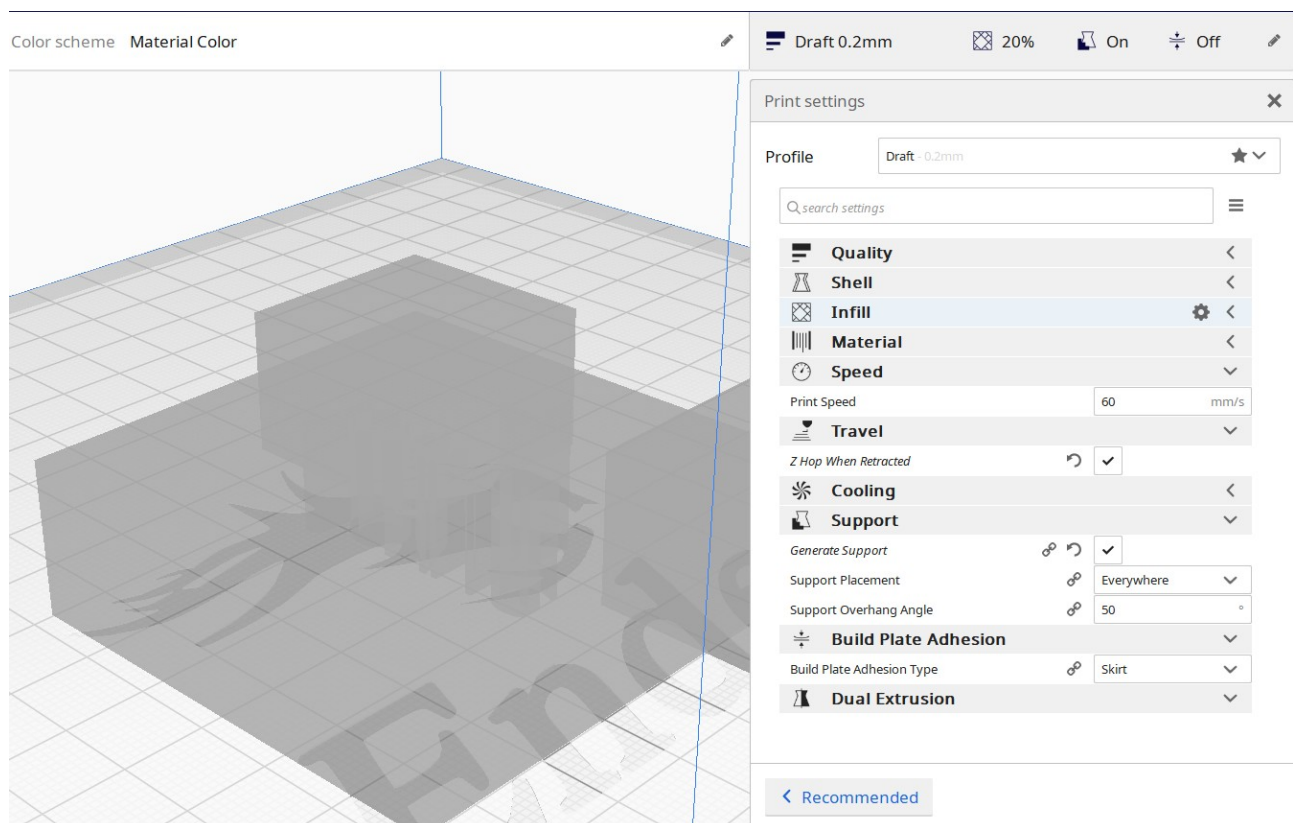 Color scheme Material Color
Draft 0.2mm 20% On Off
Print settings
Profile Draft - 0.2mm
search settings
Quality
Shell
Infill
Material
Speed
Print Speed 60 mm/s
Travel
Z Hop When Retracted
Cooling
Support
Generate Support
Support Placement Everywhere
Support Overhang Angle 50 °
Build Plate Adhesion
Build Plate Adhesion Type Skirt
Dual Extrusion
Recommended